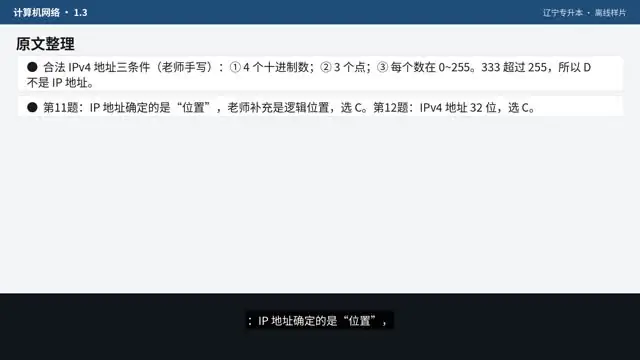 计算机网络 · 1.3
辽宁专升本 · 离线样片
原文整理
● 合法 IPv4 地址三条件（老师手写）：① 4 个十进制数；② 3 个点；③ 每个数在 0~255。333 超过 255，所以 D
不是 IP 地址。
● 第11题：IP 地址确定的是“位置”，老师补充是逻辑位置，选 C。第12题：IPv4 地址 32 位，选 C。
：IP 地址确定的是“位置”，